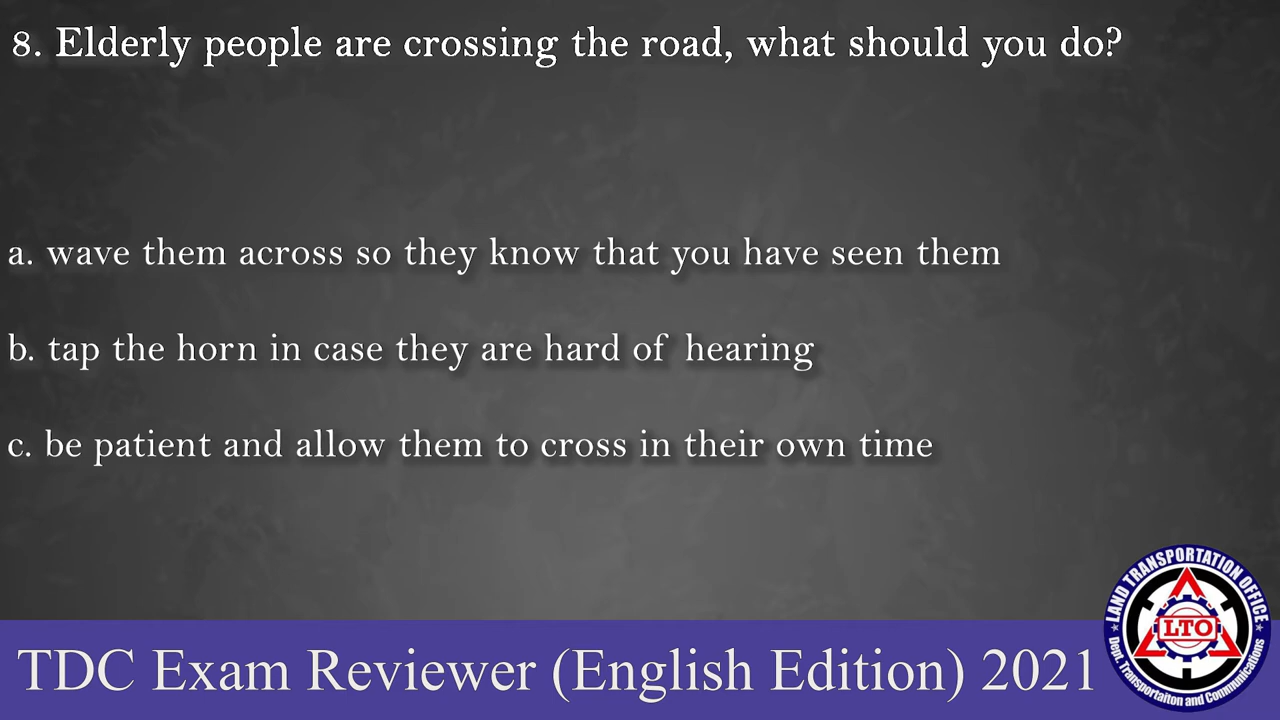 8. Elderly people are crossing the road, what should you do?
a. wave them across so they know that you have seen them
b. tap the horn in case they are hard of hearing
c. be patient and allow them to cross in their own time
LAND TRANSPORTATION OFFICE
LTO
Dept. Transportaiton and Communications
TDC Exam Reviewer (English Edition) 2021